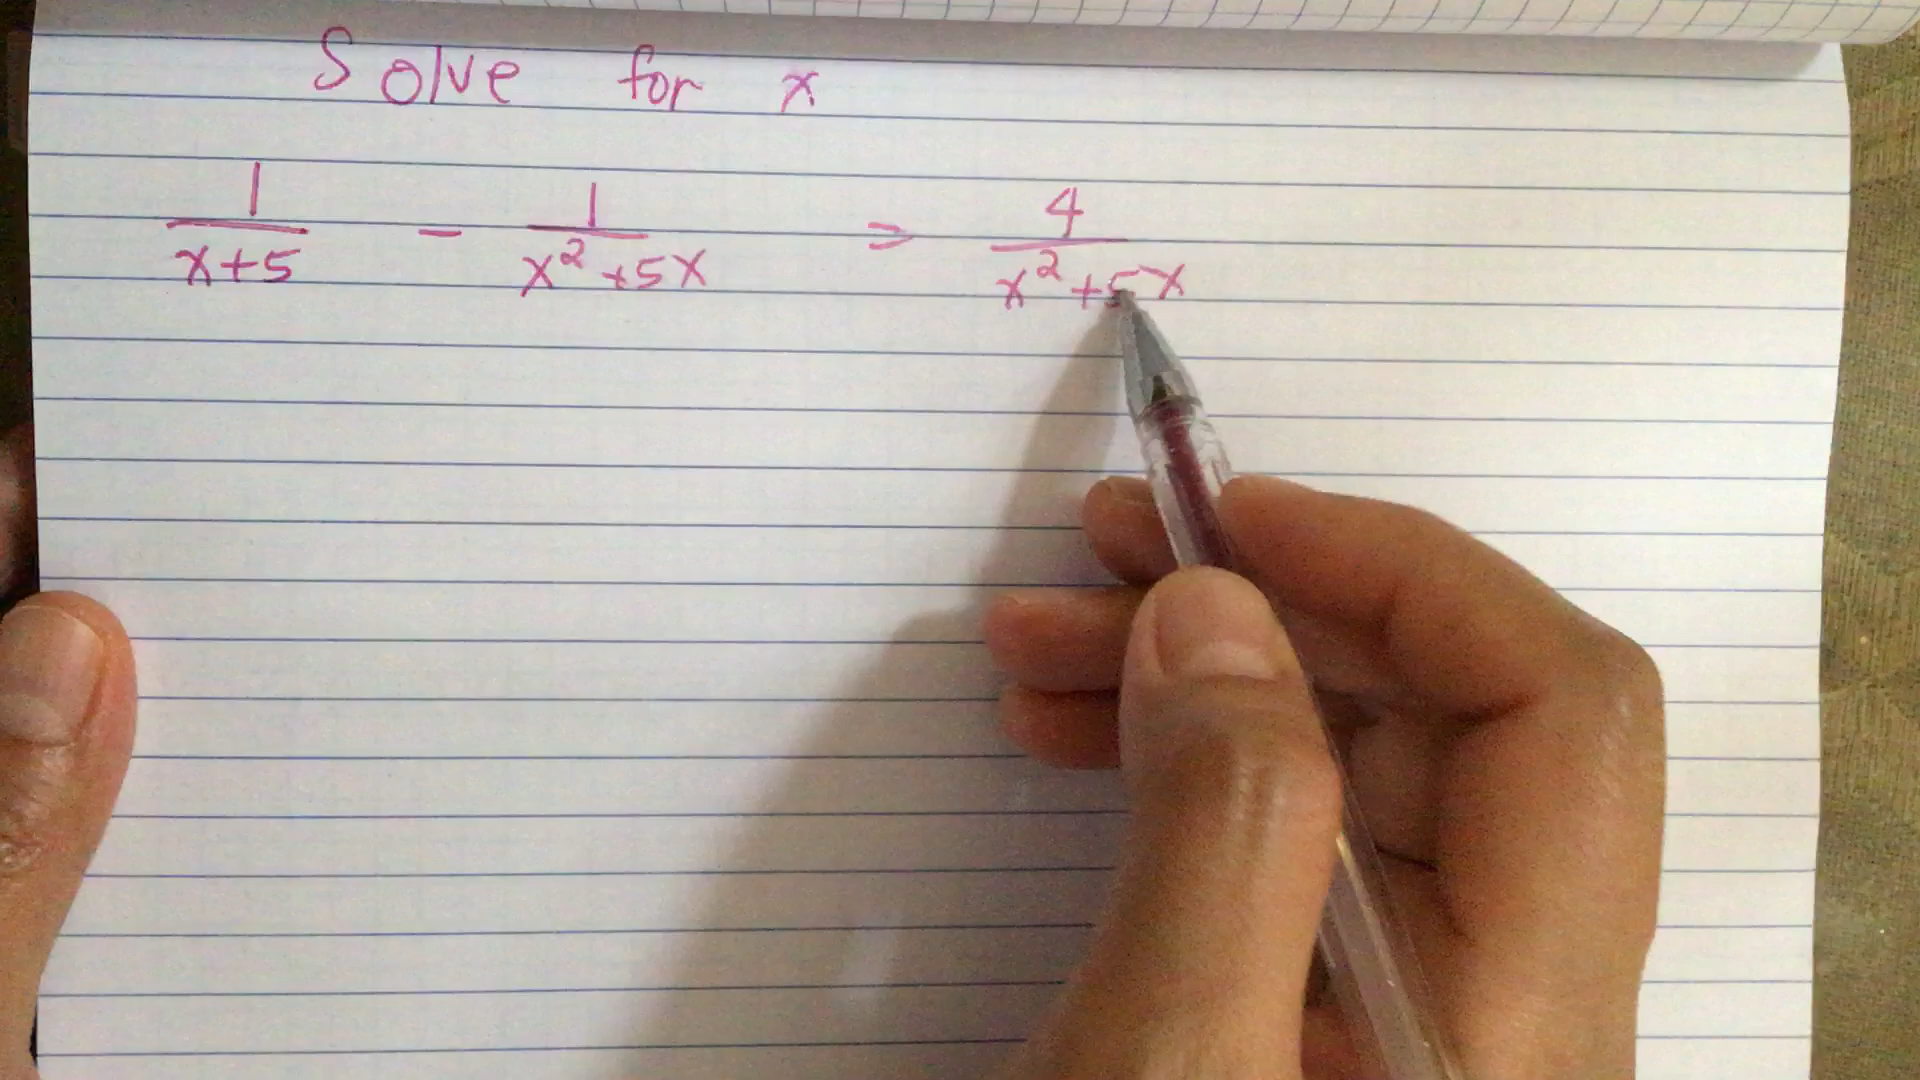 Solve for x
1/(x+5) - 1/(x²+5x) = 4/(x²+5x)